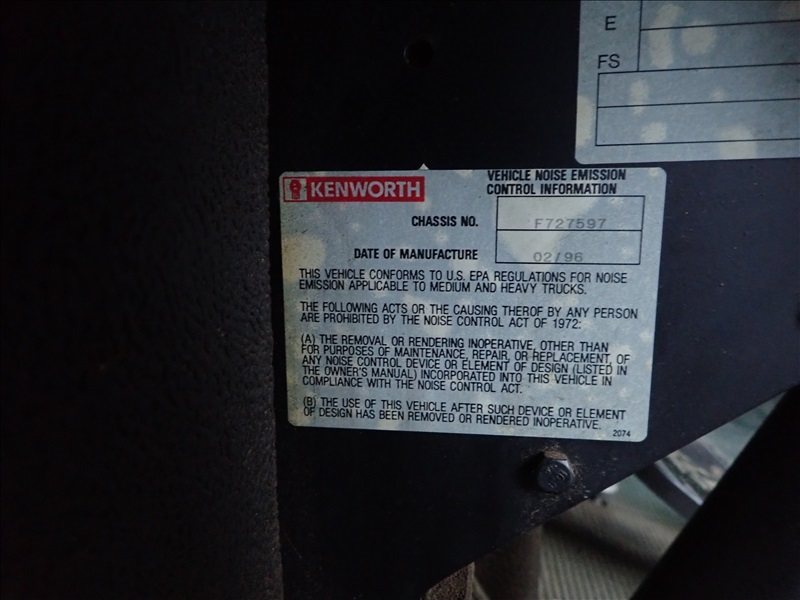 E
FS
KENWORTH
VEHICLE NOISE EMISSION
CONTROL INFORMATION
CHASSIS NO. F727597
DATE OF MANUFACTURE 02/96
THIS VEHICLE CONFORMS TO U.S. EPA REGULATIONS FOR NOISE
EMISSION APPLICABLE TO MEDIUM AND HEAVY TRUCKS.
THE FOLLOWING ACTS OR THE CAUSING THEROF BY ANY PERSON
ARE PROHIBITED BY THE NOISE CONTROL ACT OF 1972:
(A) THE REMOVAL OR RENDERING INOPERATIVE, OTHER THAN
FOR PURPOSES OF MAINTENANCE, REPAIR, OR REPLACEMENT, OF
ANY NOISE CONTROL DEVICE OR ELEMENT OF DESIGN (LISTED IN
THE OWNER'S MANUAL) INCORPORATED INTO THIS VEHICLE IN
COMPLIANCE WITH THE NOISE CONTROL ACT.
(B) THE USE OF THIS VEHICLE AFTER SUCH DEVICE OR ELEMENT
OF DESIGN HAS BEEN REMOVED OR RENDERED INOPERATIVE.
2074